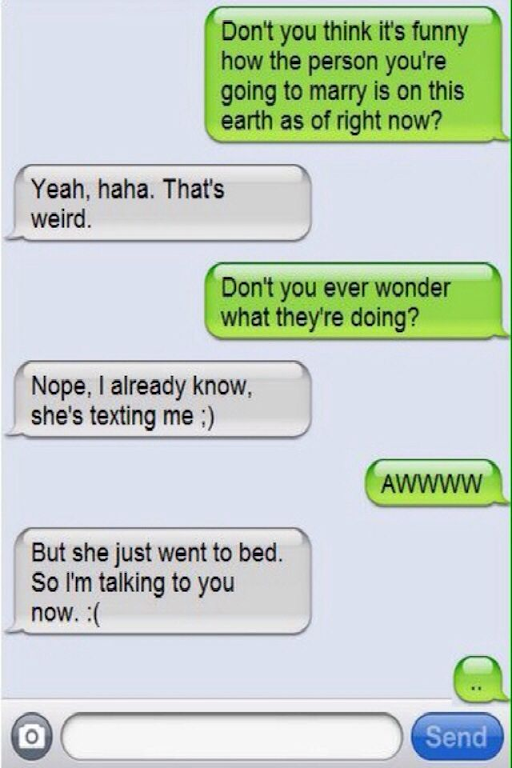 Don't you think it's funny
how the person you're
going to marry is on this
earth as of right now?
Yeah, haha. That's
weird.
Don't you ever wonder
what they're doing?
Nope, I already know,
she's texting me ;)
AWWWW
But she just went to bed.
So I'm talking to you
now. :(
..
Send